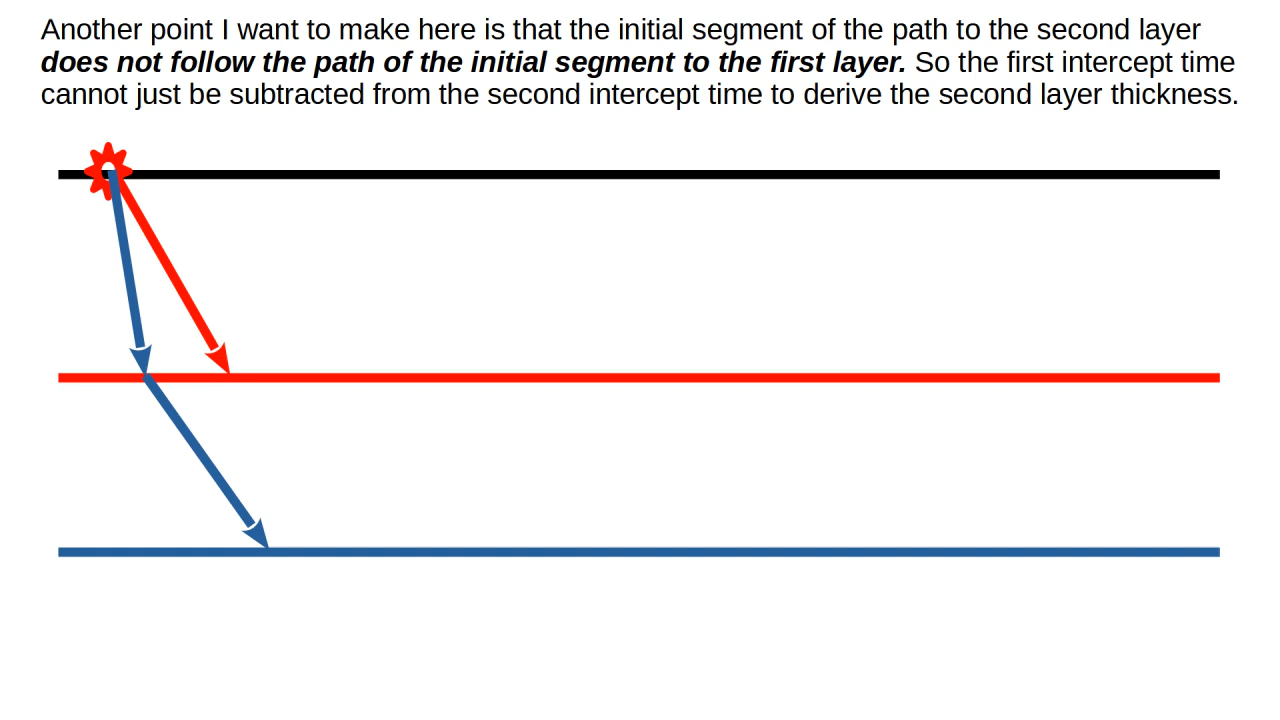 Another point I want to make here is that the initial segment of the path to the second layer
does not follow the path of the initial segment to the first layer. So the first intercept time
cannot just be subtracted from the second intercept time to derive the second layer thickness.